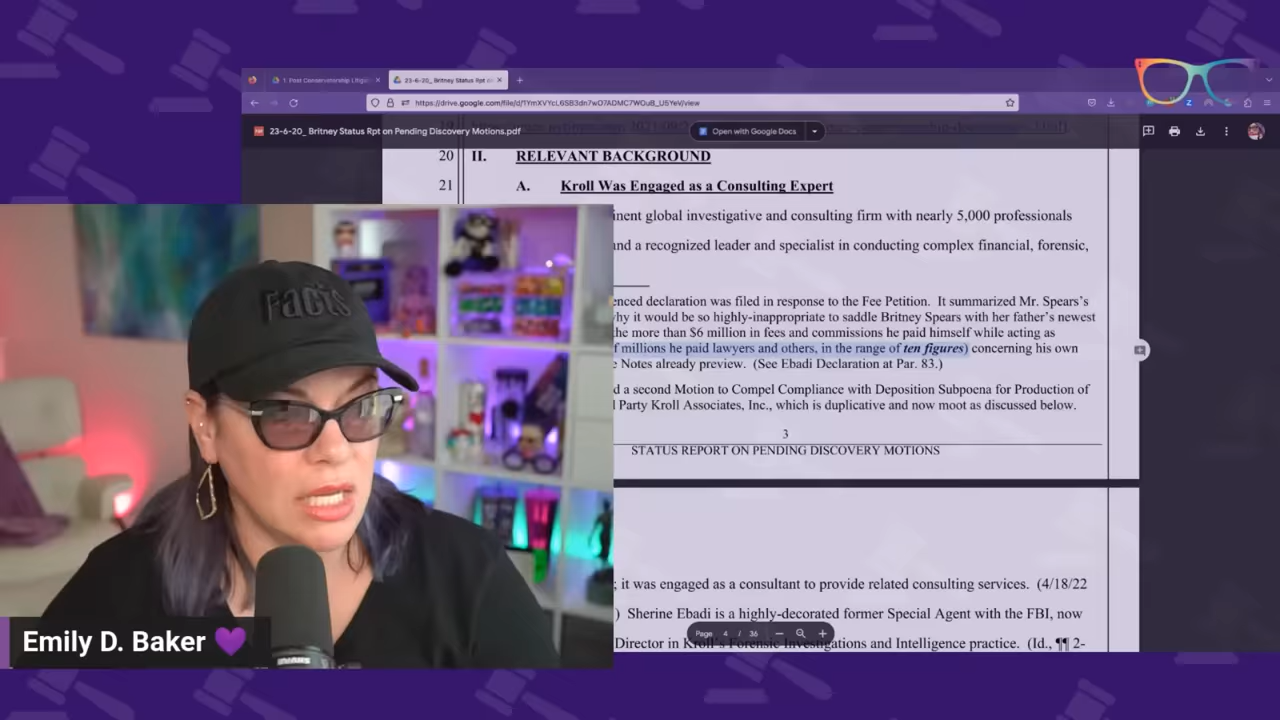 1. Post Conservatorship Litig
23-6-20_ Britney Status Rpt o
23-6-20_ Britney Status Rpt on Pending Discovery Motions.pdf
Open with Google Docs
20 II. RELEVANT BACKGROUND
21 A. Kroll Was Engaged as a Consulting Expert
inent global investigative and consulting firm with nearly 5,000 professionals
and a recognized leader and specialist in conducting complex financial, forensic,
enced declaration was filed in response to the Fee Petition. It summarized Mr. Spears's
hy it would be so highly-inappropriate to saddle Britney Spears with her father's newest
the more than $6 million in fees and commissions he paid himself while acting as
f millions he paid lawyers and others, in the range of ten figures) concerning his own
e Notes already preview. (See Ebadi Declaration at Par. 83.)
d a second Motion to Compel Compliance with Deposition Subpoena for Production of
l Party Kroll Associates, Inc., which is duplicative and now moot as discussed below.
3
STATUS REPORT ON PENDING DISCOVERY MOTIONS
; it was engaged as a consultant to provide related consulting services. (4/18/22
) Sherine Ebadi is a highly-decorated former Special Agent with the FBI, now
Director in Kroll's Forensic Investigations and Intelligence practice. (Id., ¶¶ 2-
Page 4 / 36
Facts
Emily D. Baker 💜